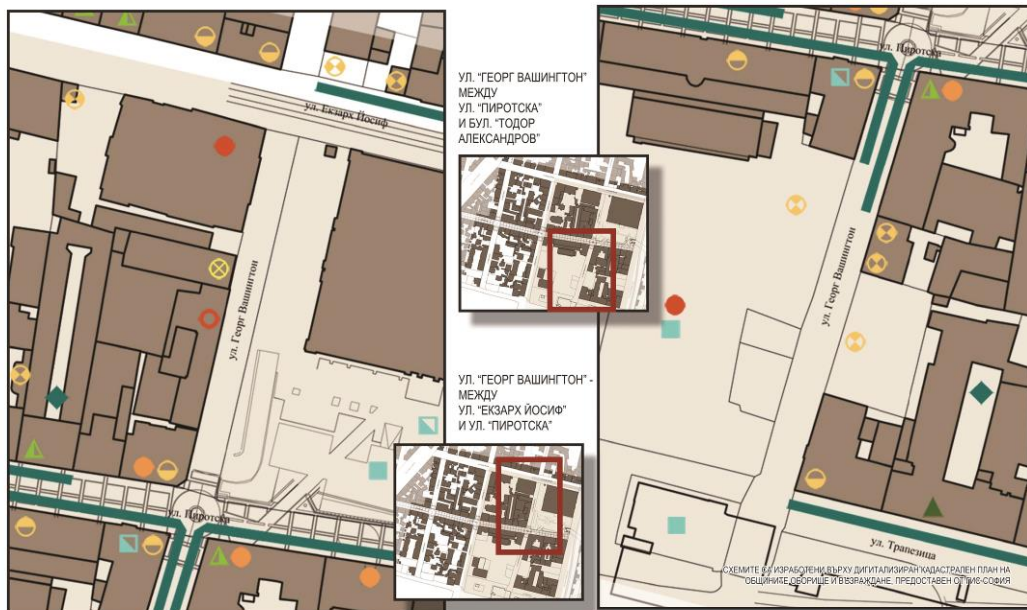 ул. Екзарх Йосиф
ул. Георг Вашингтон
ул. Пиротска
УЛ. "ГЕОРГ ВАШИНГТОН"
МЕЖДУ
УЛ. "ПИРОТСКА"
И БУЛ. "ТОДОР
АЛЕКСАНДРОВ"
УЛ. "ГЕОРГ ВАШИНГТОН" -
МЕЖДУ
УЛ. "ЕКЗАРХ ЙОСИФ"
И УЛ. "ПИРОТСКА"
ул. Пиротска
ул. Георг Вашингтон
ул. Трапезица
СХЕМИТЕ СА ИЗРАБОТЕНИ ВЪРХУ ДИГИТАЛИЗИРАН КАДАСТРАЛЕН ПЛАН НА
ОБЩИНИТЕ ОБОРИЩЕ И ВЪЗРАЖДАНЕ, ПРЕДОСТАВЕН ОТ ГИС-СОФИЯ